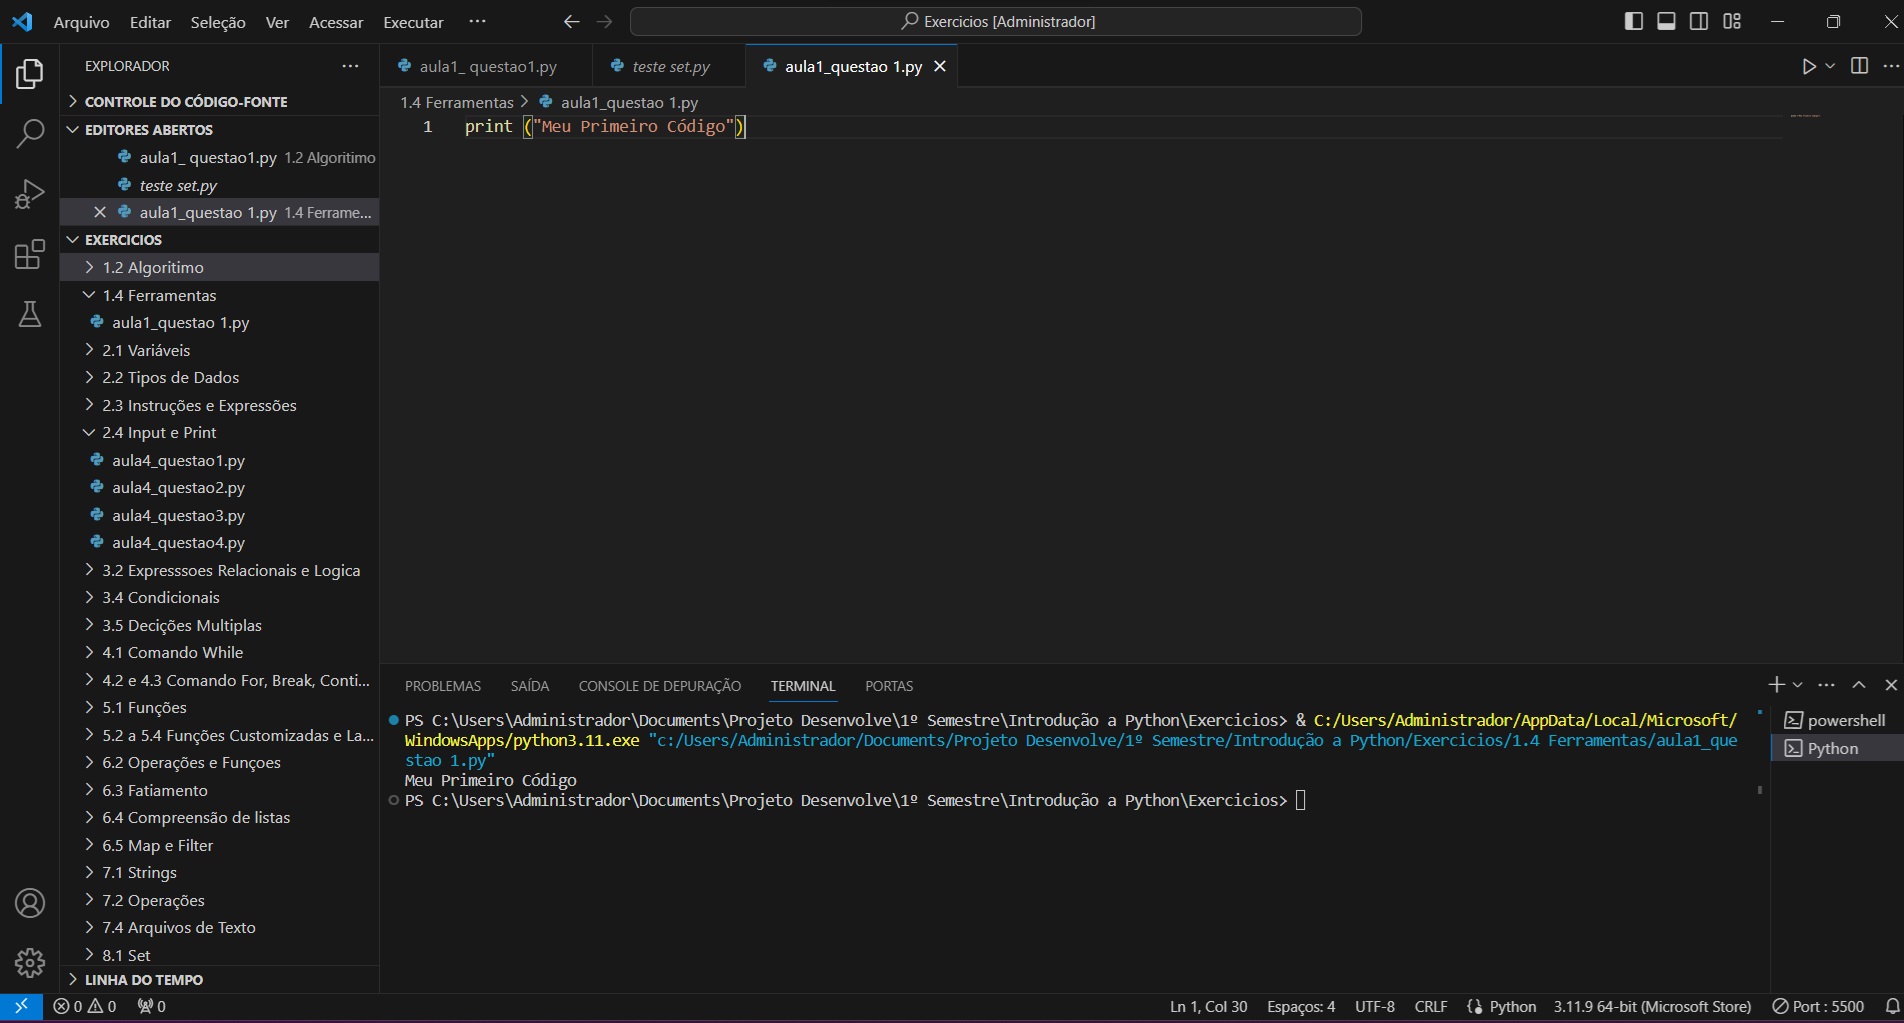 Arquivo Editar Seleção Ver Acessar Executar ··· Exercicios [Administrador]
EXPLORADOR ···
CONTROLE DO CÓDIGO-FONTE
EDITORES ABERTOS
aula1_ questao1.py 1.2 Algoritimo
teste set.py
aula1_questao 1.py 1.4 Ferrame...
EXERCICIOS
1.2 Algoritimo
1.4 Ferramentas
aula1_questao 1.py
2.1 Variáveis
2.2 Tipos de Dados
2.3 Instruções e Expressões
2.4 Input e Print
aula4_questao1.py
aula4_questao2.py
aula4_questao3.py
aula4_questao4.py
3.2 Expresssoes Relacionais e Logica
3.4 Condicionais
3.5 Decições Multiplas
4.1 Comando While
4.2 e 4.3 Comando For, Break, Conti...
5.1 Funções
5.2 a 5.4 Funções Customizadas e La...
6.2 Operações e Funçoes
6.3 Fatiamento
6.4 Compreensão de listas
6.5 Map e Filter
7.1 Strings
7.2 Operações
7.4 Arquivos de Texto
8.1 Set
LINHA DO TEMPO
aula1_ questao1.py teste set.py aula1_questao 1.py
1.4 Ferramentas > aula1_questao 1.py
1 print ("Meu Primeiro Código")
PROBLEMAS SAÍDA CONSOLE DE DEPURAÇÃO TERMINAL PORTAS
PS C:\Users\Administrador\Documents\Projeto Desenvolve\1º Semestre\Introdução a Python\Exercicios> & C:/Users/Administrador/AppData/Local/Microsoft/
WindowsApps/python3.11.exe "c:/Users/Administrador/Documents/Projeto Desenvolve/1º Semestre/Introdução a Python/Exercicios/1.4 Ferramentas/aula1_que
stao 1.py"
Meu Primeiro Código
PS C:\Users\Administrador\Documents\Projeto Desenvolve\1º Semestre\Introdução a Python\Exercicios>
powershell
Python
0 0 0 Ln 1, Col 30 Espaços: 4 UTF-8 CRLF Python 3.11.9 64-bit (Microsoft Store) Port : 5500